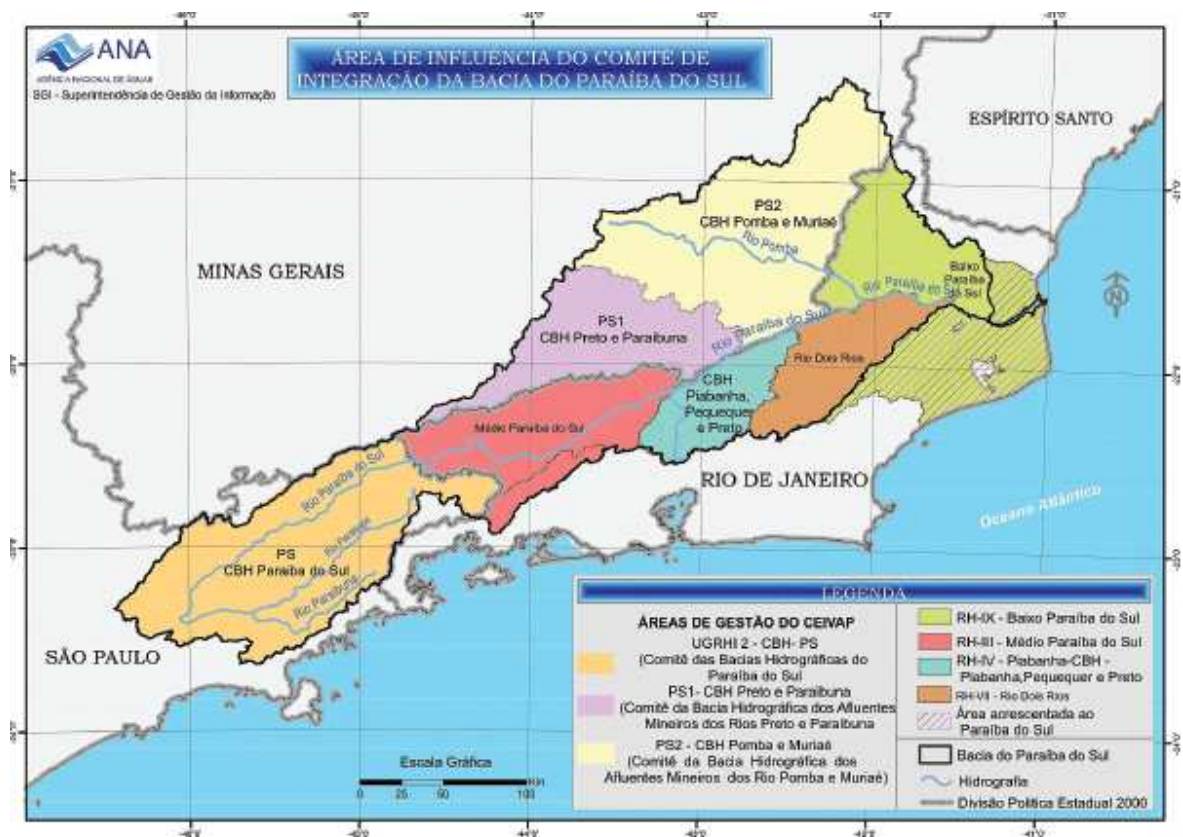 ANA
AGÊNCIA NACIONAL DE ÁGUAS
SGI - Superintendência de Gestão da Informação
ÁREA DE INFLUÊNCIA DO COMITÊ DE
INTEGRAÇÃO DA BACIA DO PARAÍBA DO SUL
ESPÍRITO SANTO
MINAS GERAIS
PS2
CBH Pomba e Muriaé
Rio Pomba
Baixo
Paraíba
do Sul
Rio Paraíba do Sul
PS1
CBH Preto e Paraibuna
Rio Paraíba do Sul
Rio Dois Rios
CBH
Piabanha,
Pequequer
e Preto
Médio Paraíba do Sul
RIO DE JANEIRO
Rio Paraíba do Sul
Oceano Atlântico
PS
CBH Paraíba do Sul
Rio Paraibuna
SÃO PAULO
N
Escala Gráfica
Km
0 25 50 100
LEGENDA
ÁREAS DE GESTÃO DO CEIVAP
UGRHI 2 - CBH- PS
(Comitê das Bacias Hidrográficas do
Paraíba do Sul)
PS1- CBH Preto e Paraibuna
(Comitê da Bacia Hidrográfica dos Afluentes
Mineiros dos Rios Preto e Paraibuna
PS2 - CBH Pomba e Muriaé
(Comitê da Bacia Hidrográfica dos
Afluentes Mineiros dos Rio Pomba e Muriaé)
RH-IX - Baixo Paraíba do Sul
RH-III - Médio Paraíba do Sul
RH-IV - Piabanha-CBH -
Piabanha,Pequequer e Preto
RH-VII - Rio Dois Rios
Área acrescentada ao
Paraíba do Sul
Bacia do Paraíba do Sul
Hidrografia
Divisão Política Estadual 2000